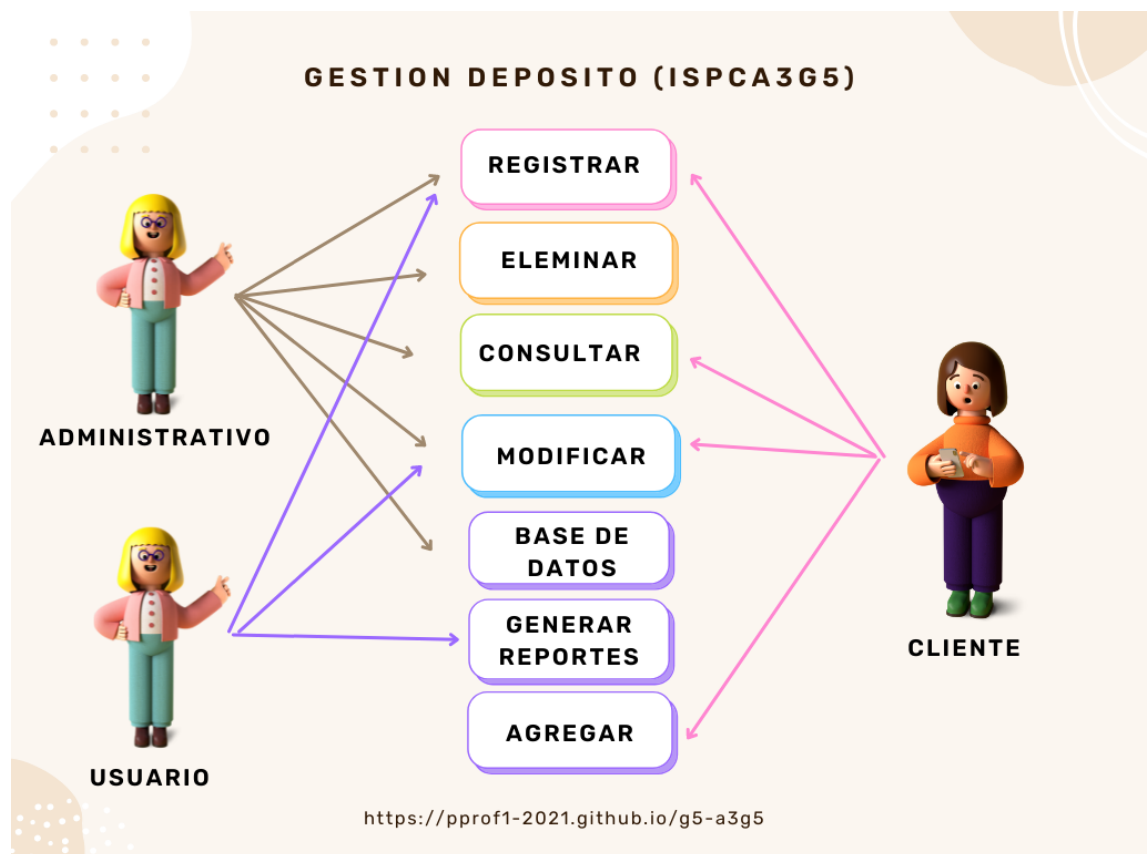 GESTION DEPOSITO (ISPCA3G5)
REGISTRAR
ELEMINAR
CONSULTAR
ADMINISTRATIVO
MODIFICAR
BASE DE
DATOS
GENERAR
REPORTES
CLIENTE
AGREGAR
USUARIO
https://pprof1-2021.github.io/g5-a3g5